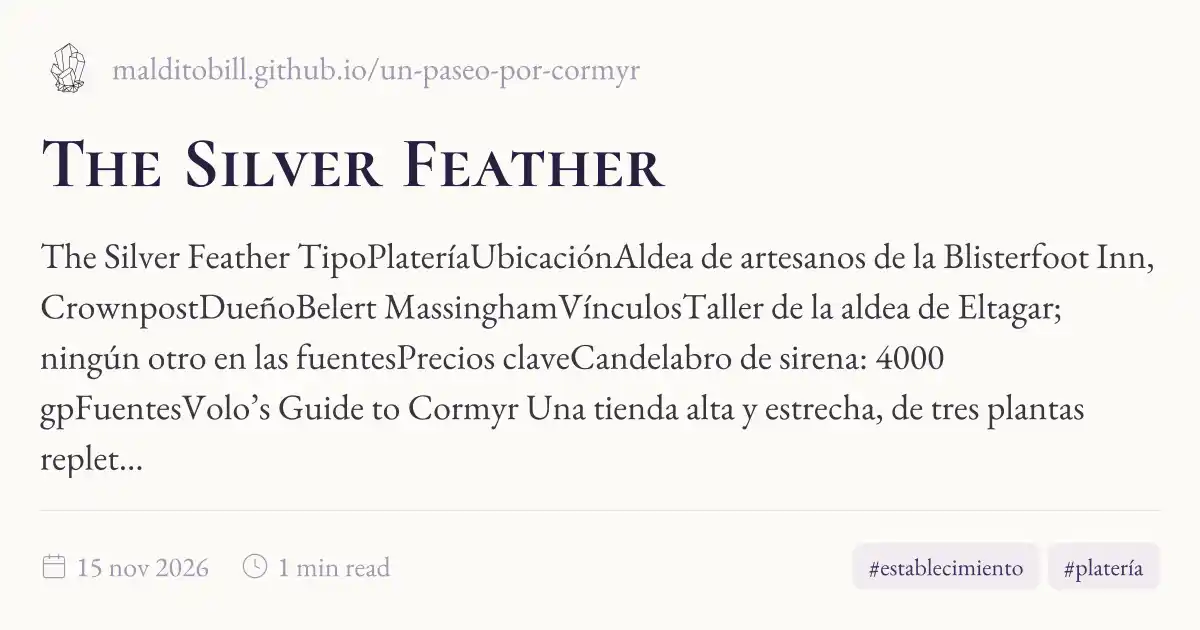 malditobill.github.io/un-paseo-por-cormyr
The Silver Feather
The Silver Feather TipoPlateríaUbicaciónAldea de artesanos de la Blisterfoot Inn,
CrownpostDueñoBelert MassinghamVínculosTaller de la aldea de Eltagar;
ningún otro en las fuentesPrecios claveCandelabro de sirena: 4000
gpFuentesVolo’s Guide to Cormyr Una tienda alta y estrecha, de tres plantas
replet...
15 nov 2026 1 min read #establecimiento #platería